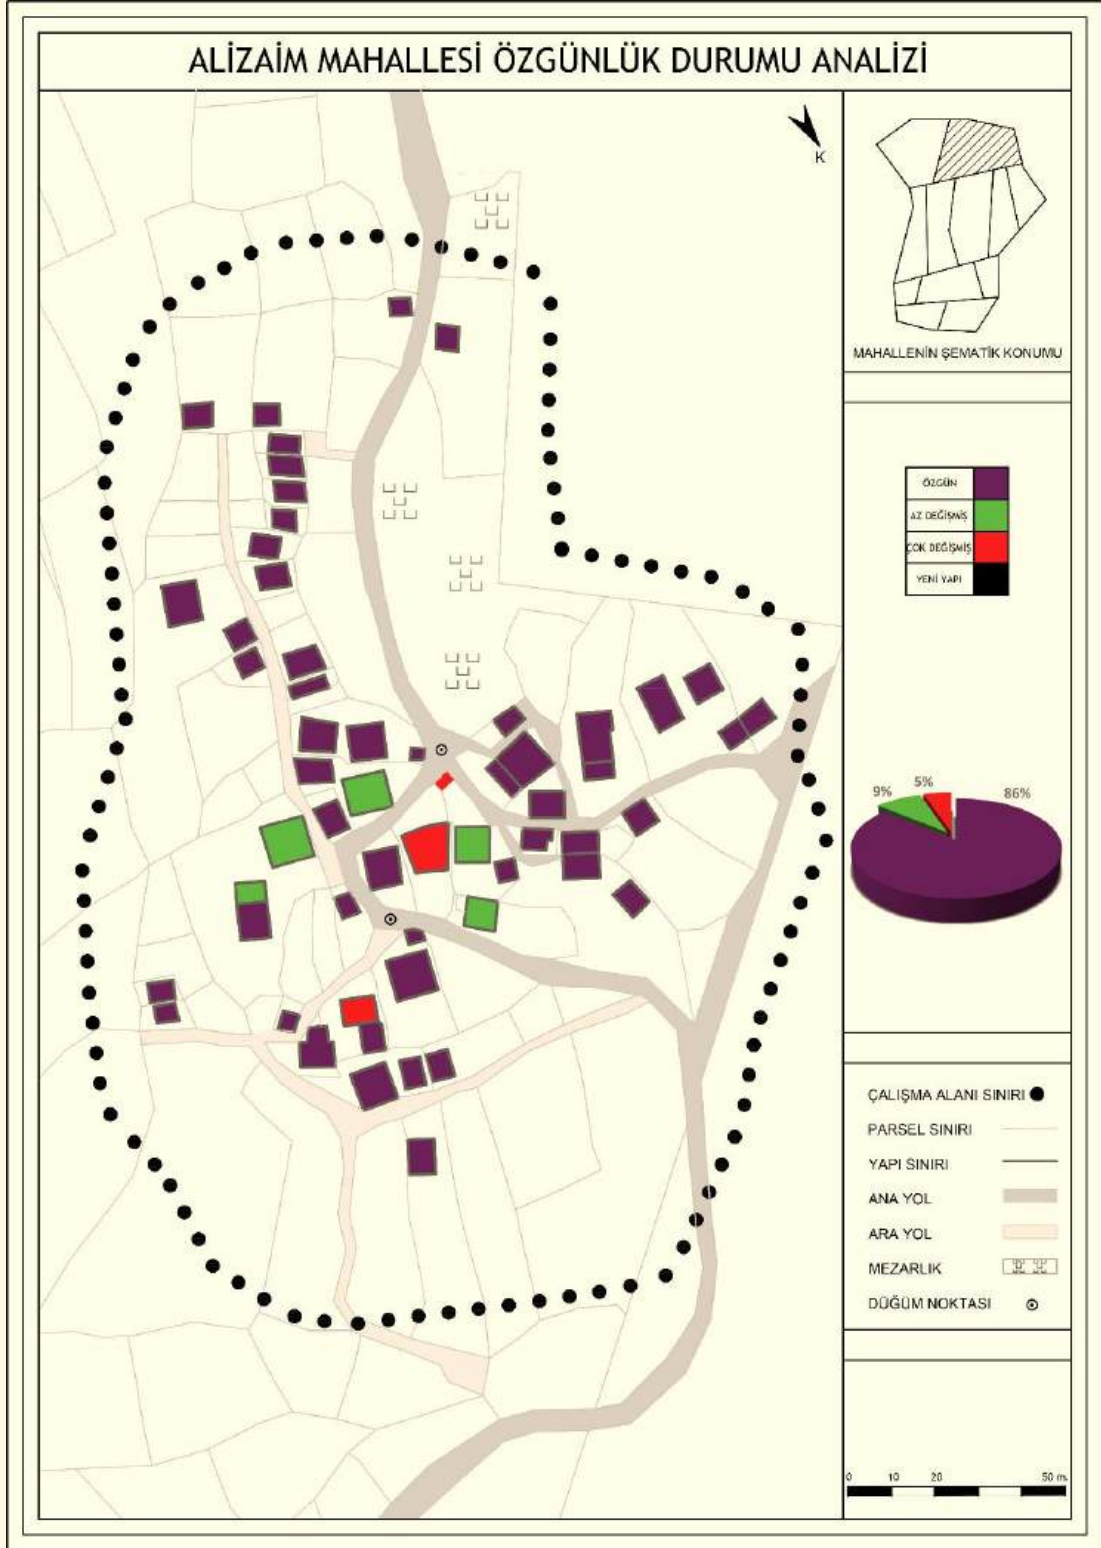 ALİZAİM MAHALLESİ ÖZGÜNLÜK DURUMU ANALİZİ
K
MAHALLENİN ŞEMATİK KONUMU
ÖZGÜN
AZ DEĞİŞMİŞ
ÇOK DEĞİŞMİŞ
YENİ YAPI
9%
5%
86%
ÇALIŞMA ALANI SINIRI
PARSEL SINIRI
YAPI SINIRI
ANA YOL
ARA YOL
MEZARLIK
DÜĞÜM NOKTASI
0 10 20 50 m.